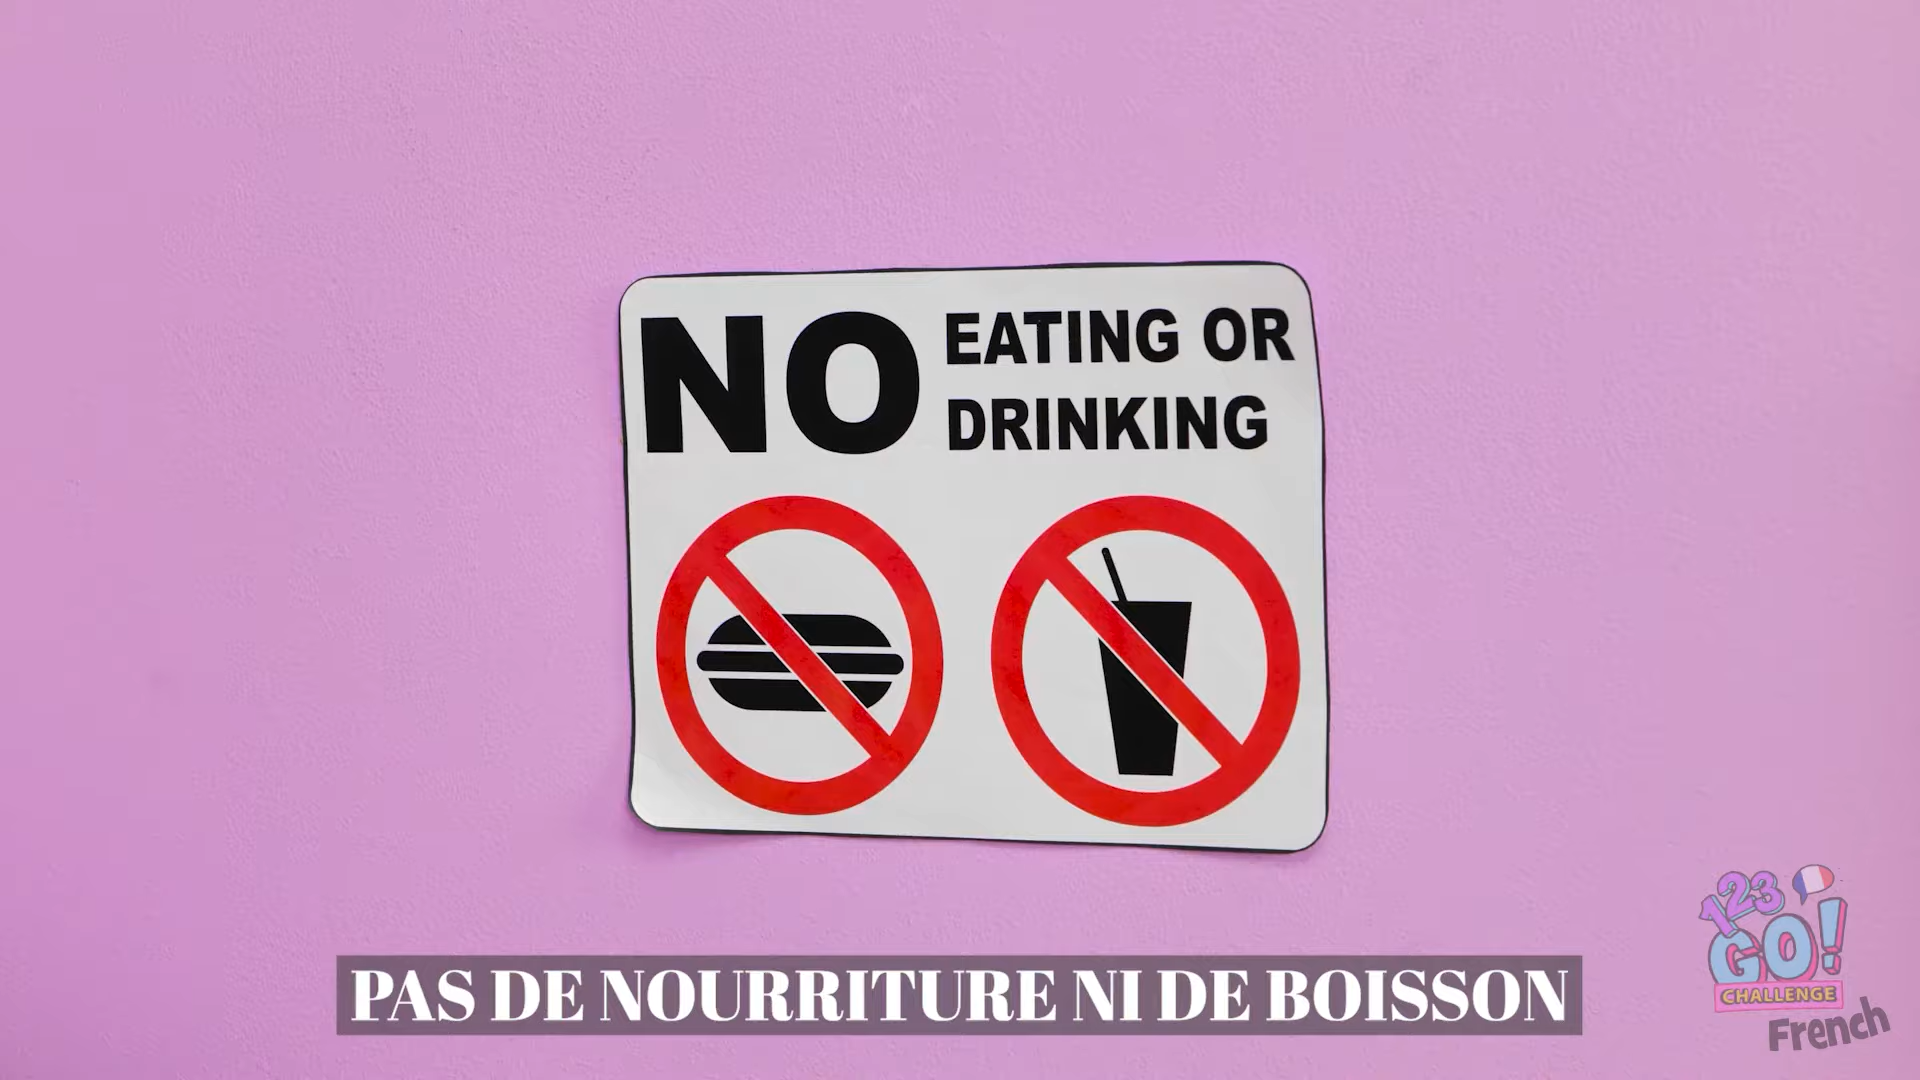 NO
EATING OR
DRINKING
PAS DE NOURRITURE NI DE BOISSON
123
GO!
CHALLENGE
French